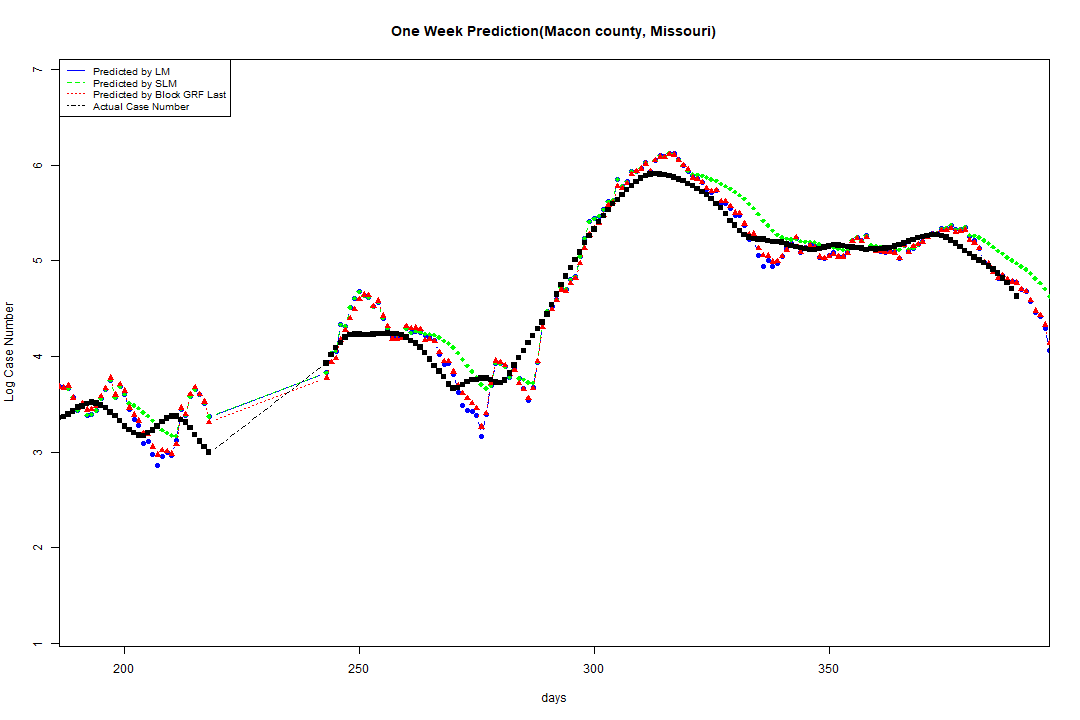 One Week Prediction(Macon county, Missouri)
Predicted by LM
Predicted by SLM
Predicted by Block GRF Last
Actual Case Number
7
6
5
4
3
2
1
Log Case Number
200
250
300
350
days